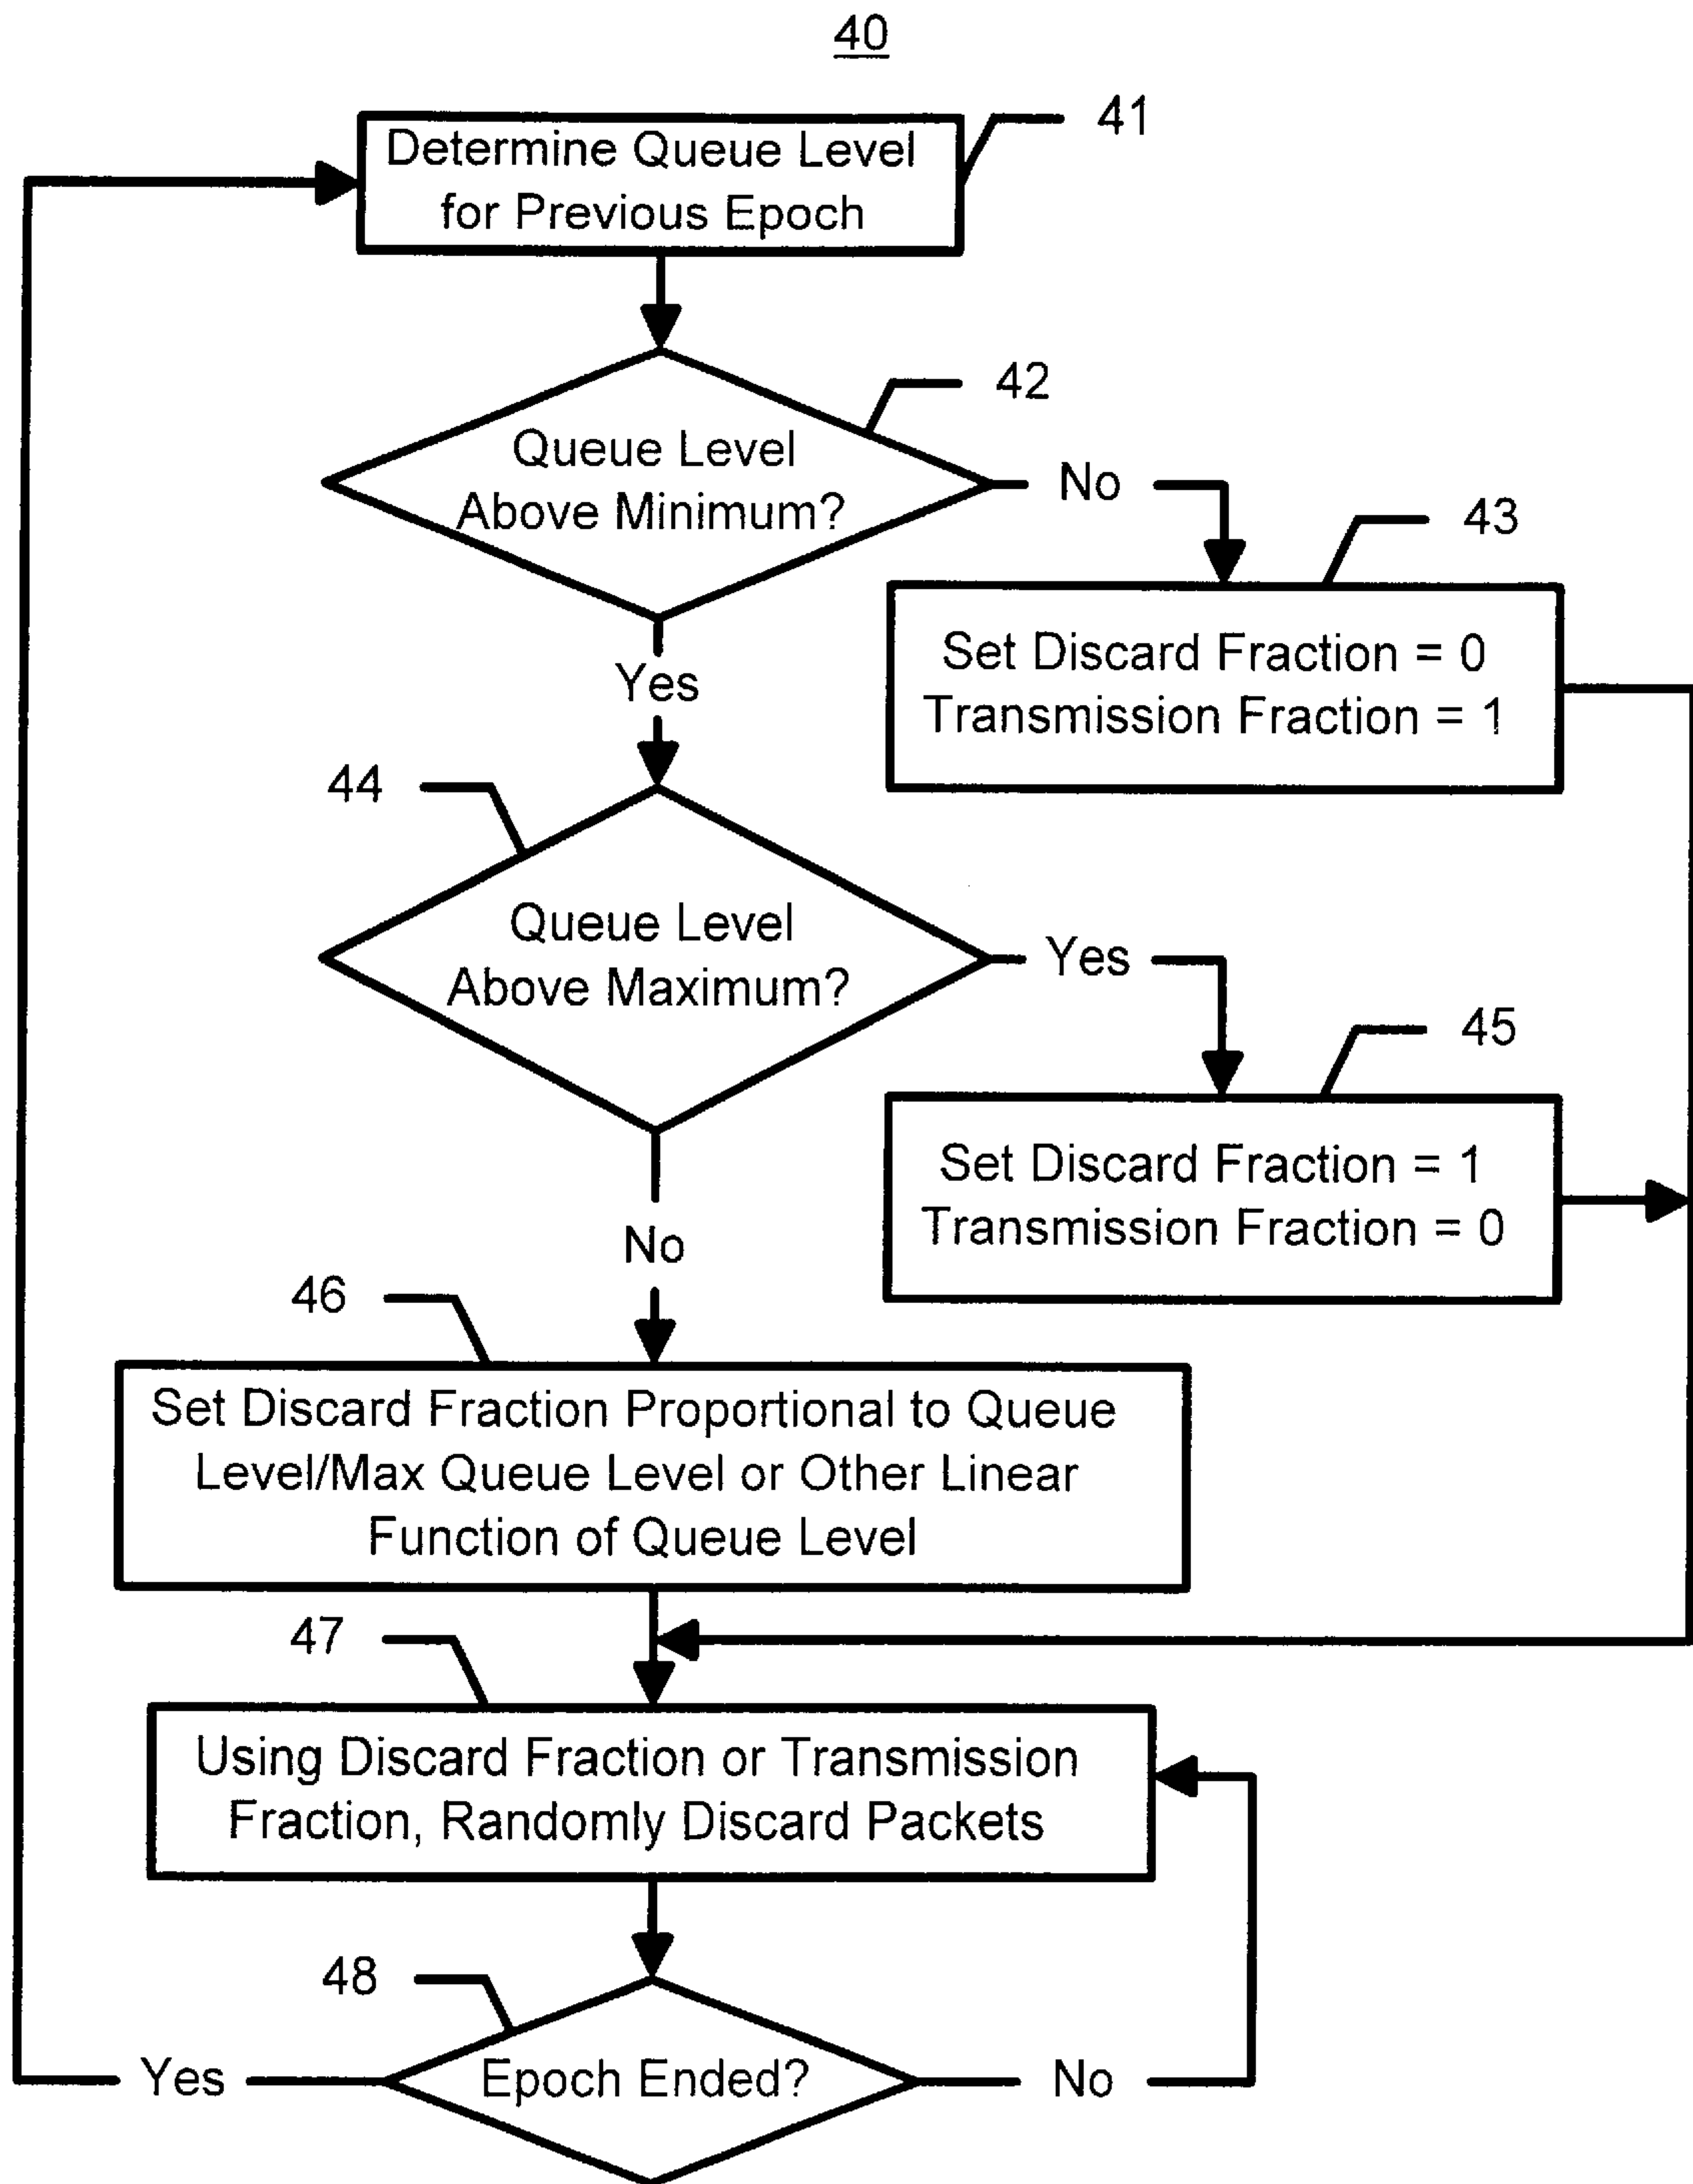 40
41
Determine Queue Level
for Previous Epoch
42
Queue Level
Above Minimum?
No
43
Set Discard Fraction = 0
Transmission Fraction = 1
Yes
44
Queue Level
Above Maximum?
Yes
45
Set Discard Fraction = 1
Transmission Fraction = 0
No
46
Set Discard Fraction Proportional to Queue
Level/Max Queue Level or Other Linear
Function of Queue Level
47
Using Discard Fraction or Transmission
Fraction, Randomly Discard Packets
48
Yes
Epoch Ended?
No